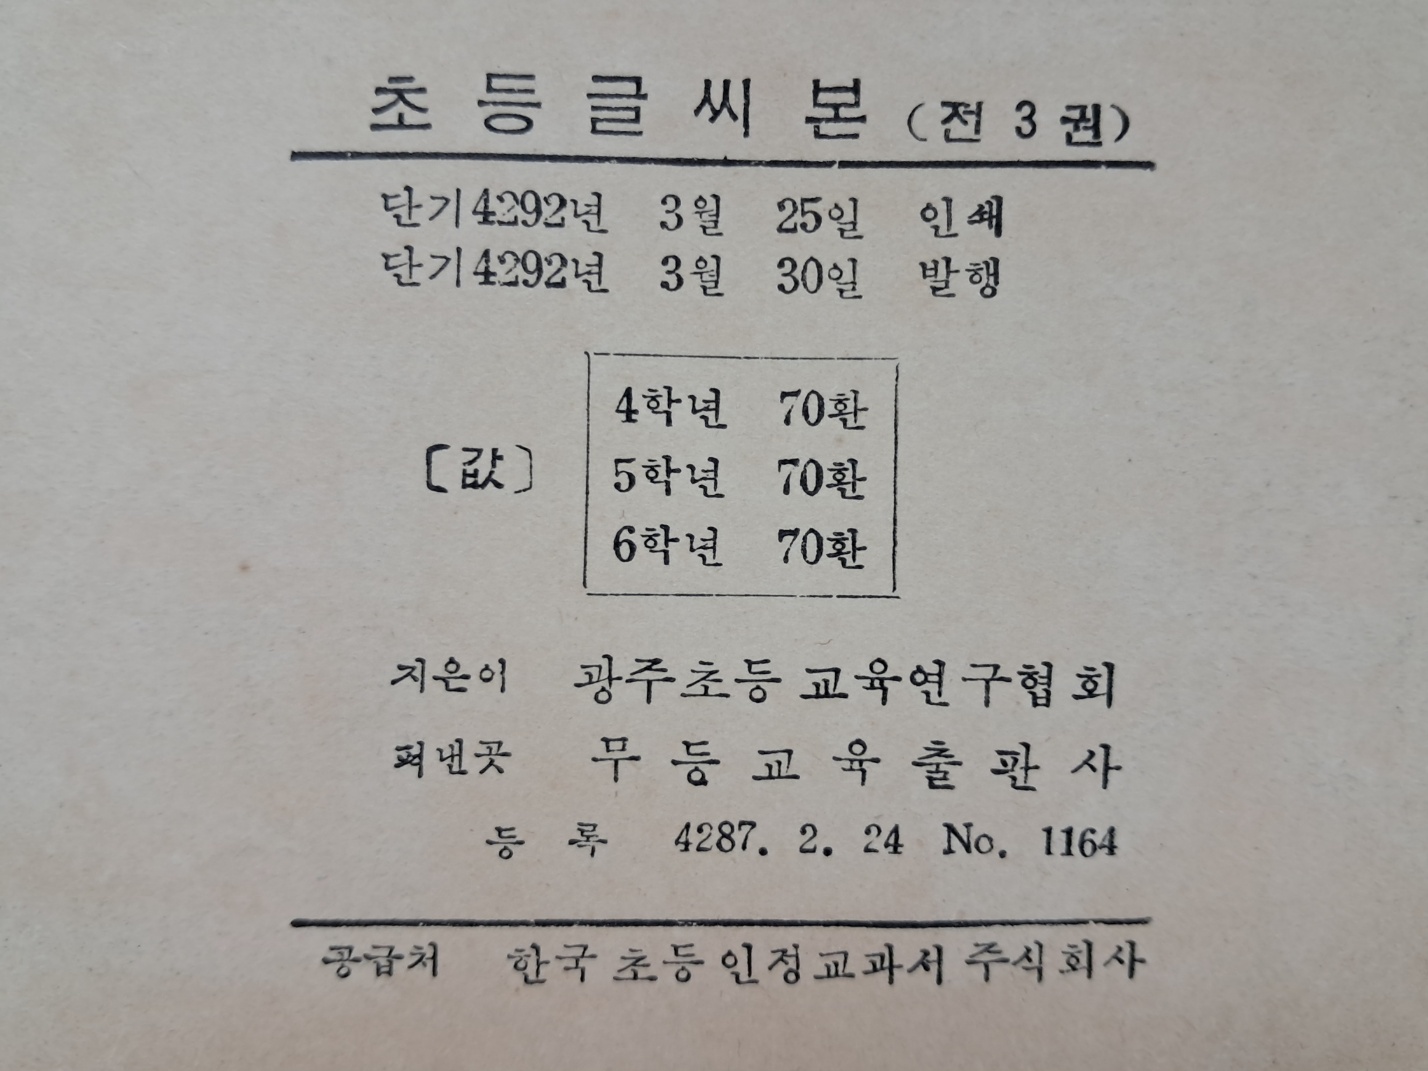 초등글씨본 (전 3 권)
단기4292년 3월 25일 인쇄
단기4292년 3월 30일 발행
〔값〕
4학년 70환
5학년 70환
6학년 70환
지은이 광주초등교육연구협회
펴낸곳 무등교육출판사
등록 4287. 2. 24 No. 1164
공급처 한국초등인정교과서주식회사